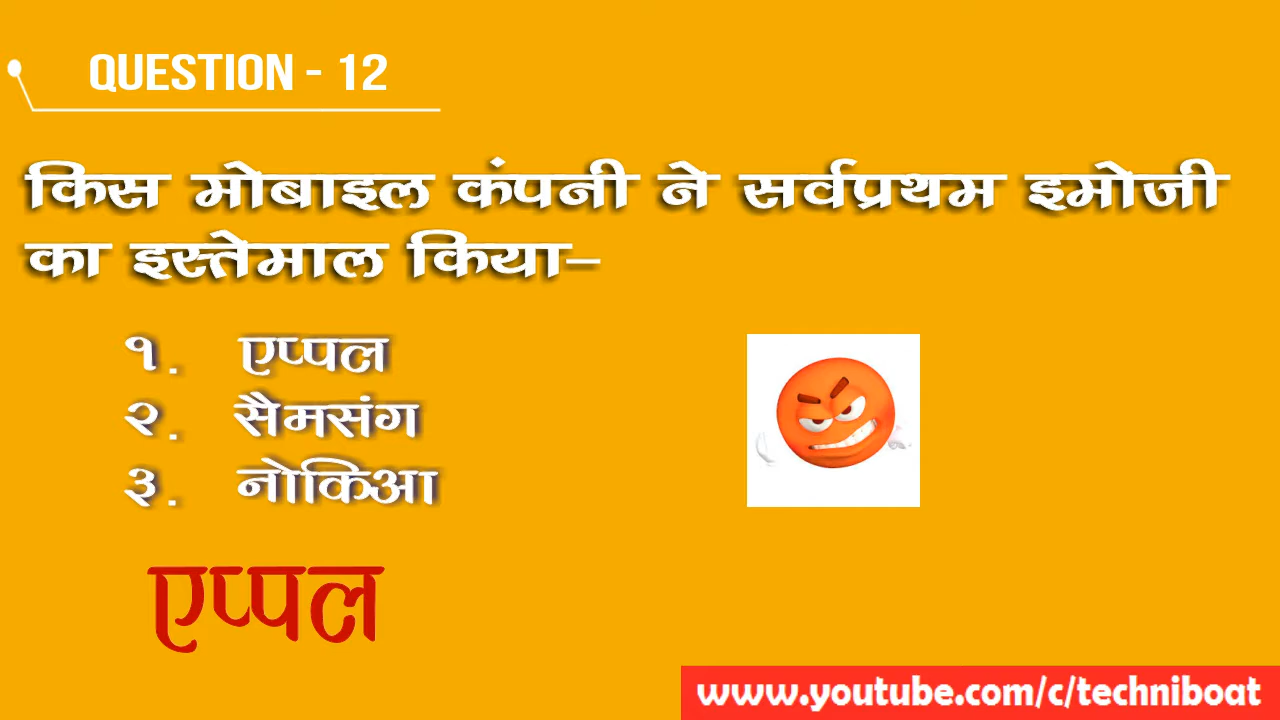 QUESTION - 12
किस मोबाइल कंपनी ने सर्वप्रथम इमोजी
का इस्तेमाल किया–
१. एप्पल
२. सैमसंग
३. नोकिआ
एप्पल
www.youtube.com/c/techniboat